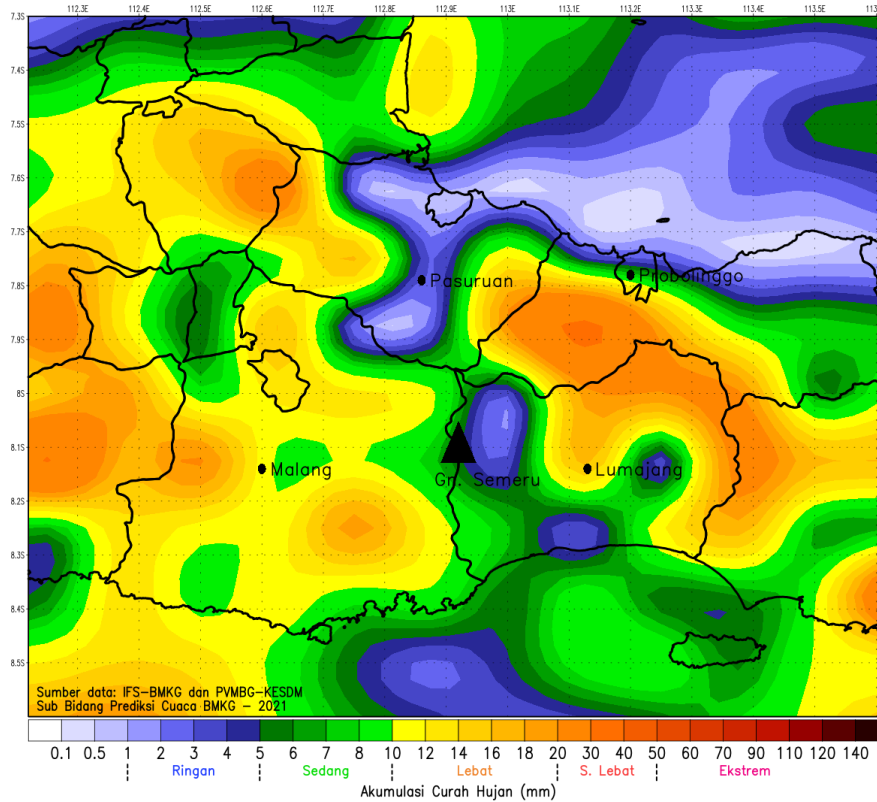 112.3E 112.4E 112.5E 112.6E 112.7E 112.8E 112.9E 113E 113.1E 113.2E 113.3E 113.4E 113.5E 113.
7.3S
7.4S
7.5S
7.6S
7.7S
7.8S
7.9S
8S
8.1S
8.2S
8.3S
8.4S
8.5S
Probolinggo
Pasuruan
Malang
Lumajang
Gn. Semeru
Sumber data: IFS-BMKG dan PVMBG-KESDM
Sub Bidang Prediksi Cuaca BMKG - 2021
0.1 0.5 1 2 3 4 5 6 7 8 10 12 14 16 18 20 30 40 50 60 70 90 110 120 140
Ringan Sedang Lebat S. Lebat Ekstrem
Akumulasi Curah Hujan (mm)